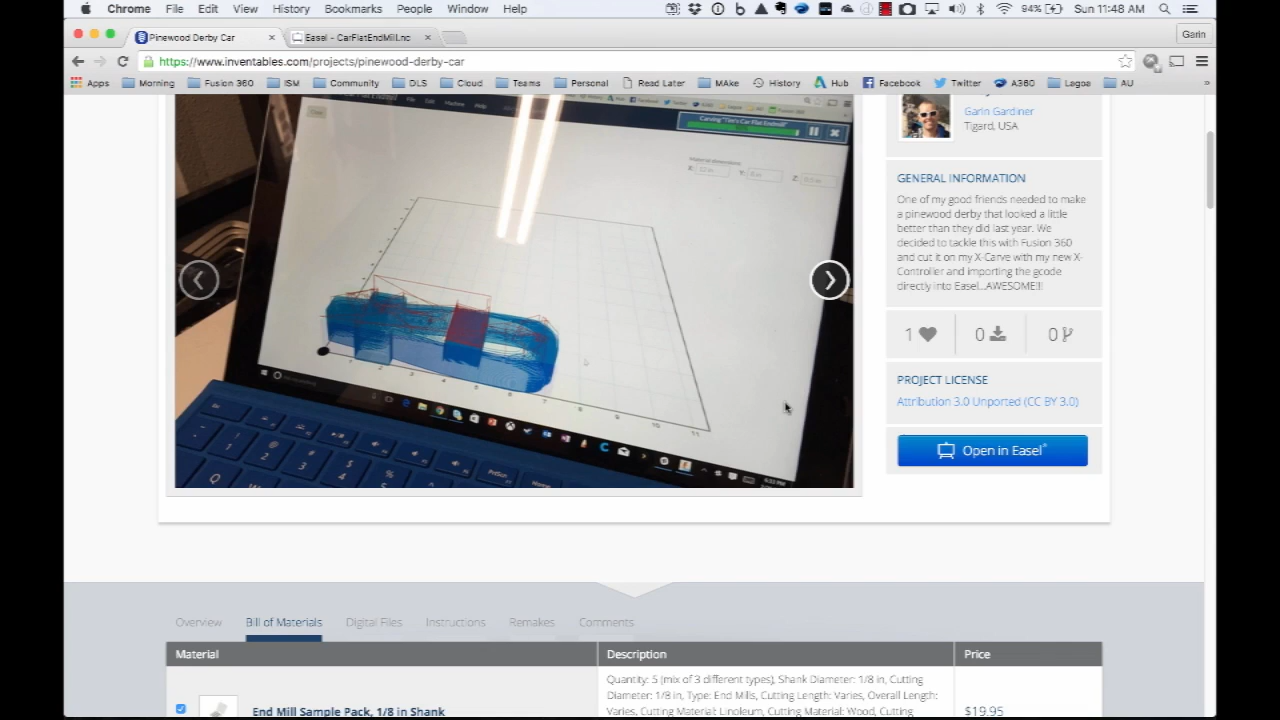 Chrome File Edit View History Bookmarks People Window Help 94% Sun 11:48 AM
Pinewood Derby Car × Easel - CarFlatEndMill.nc × Garin
https://www.inventables.com/projects/pinewood-derby-car
Apps Morning Fusion 360 ISM Community DLS Cloud Teams Personal Read Later MAke History Hub Facebook Twitter A360 Lagoa AU »
Garin Gardiner
Tigard, USA
GENERAL INFORMATION
One of my good friends needed to make
a pinewood derby that looked a little
better than they did last year. We
decided to tackle this with Fusion 360
and cut it on my X-Carve with my new X-
Controller and importing the gcode
directly into Easel...AWESOME!!!
1 0 0
PROJECT LICENSE
Attribution 3.0 Unported (CC BY 3.0)
Open in Easel®
Overview Bill of Materials Digital Files Instructions Remakes Comments
Material Description Price
Quantity: 5 (mix of 3 different types), Shank Diameter: 1/8 in, Cutting
Diameter: 1/8 in, Type: End Mills, Cutting Length: Varies, Overall Length:
End Mill Sample Pack, 1/8 in Shank
Varies, Cutting Material: Linoleum, Cutting Material: Wood, Cutting
$19.95